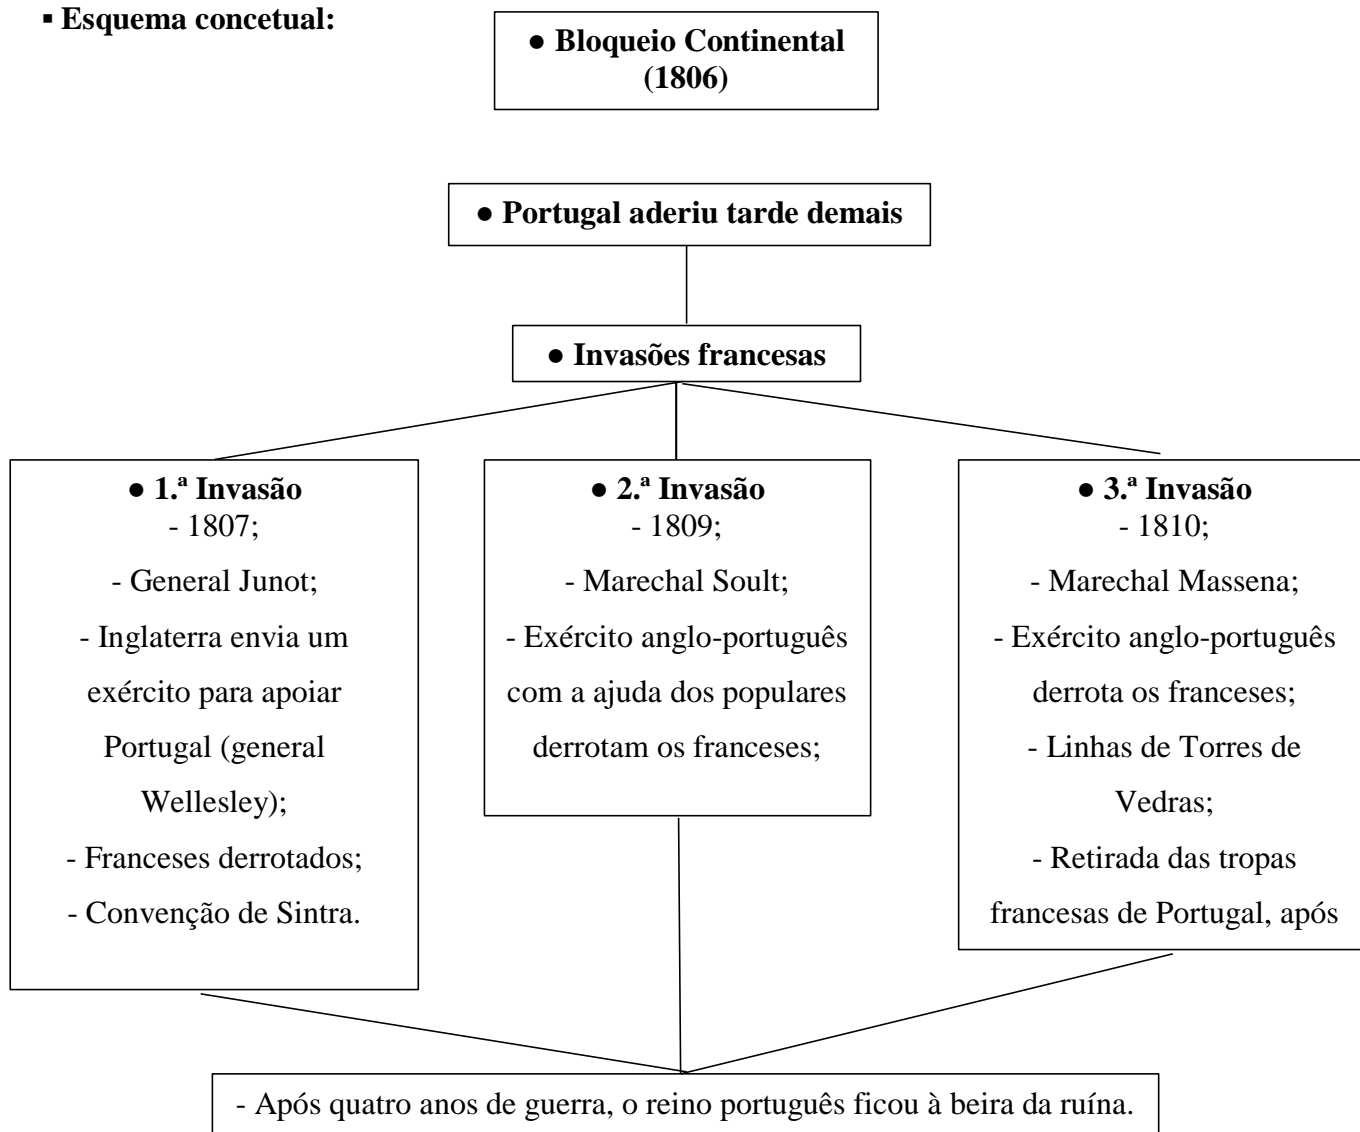 ▪ Esquema concetual:
● Bloqueio Continental
(1806)
● Portugal aderiu tarde demais
● Invasões francesas
● 1.ª Invasão
- 1807;
- General Junot;
- Inglaterra envia um
exército para apoiar
Portugal (general
Wellesley);
- Franceses derrotados;
- Convenção de Sintra.
● 2.ª Invasão
- 1809;
- Marechal Soult;
- Exército anglo-português
com a ajuda dos populares
derrotam os franceses;
● 3.ª Invasão
- 1810;
- Marechal Massena;
- Exército anglo-português
derrota os franceses;
- Linhas de Torres de
Vedras;
- Retirada das tropas
francesas de Portugal, após
- Após quatro anos de guerra, o reino português ficou à beira da ruína.